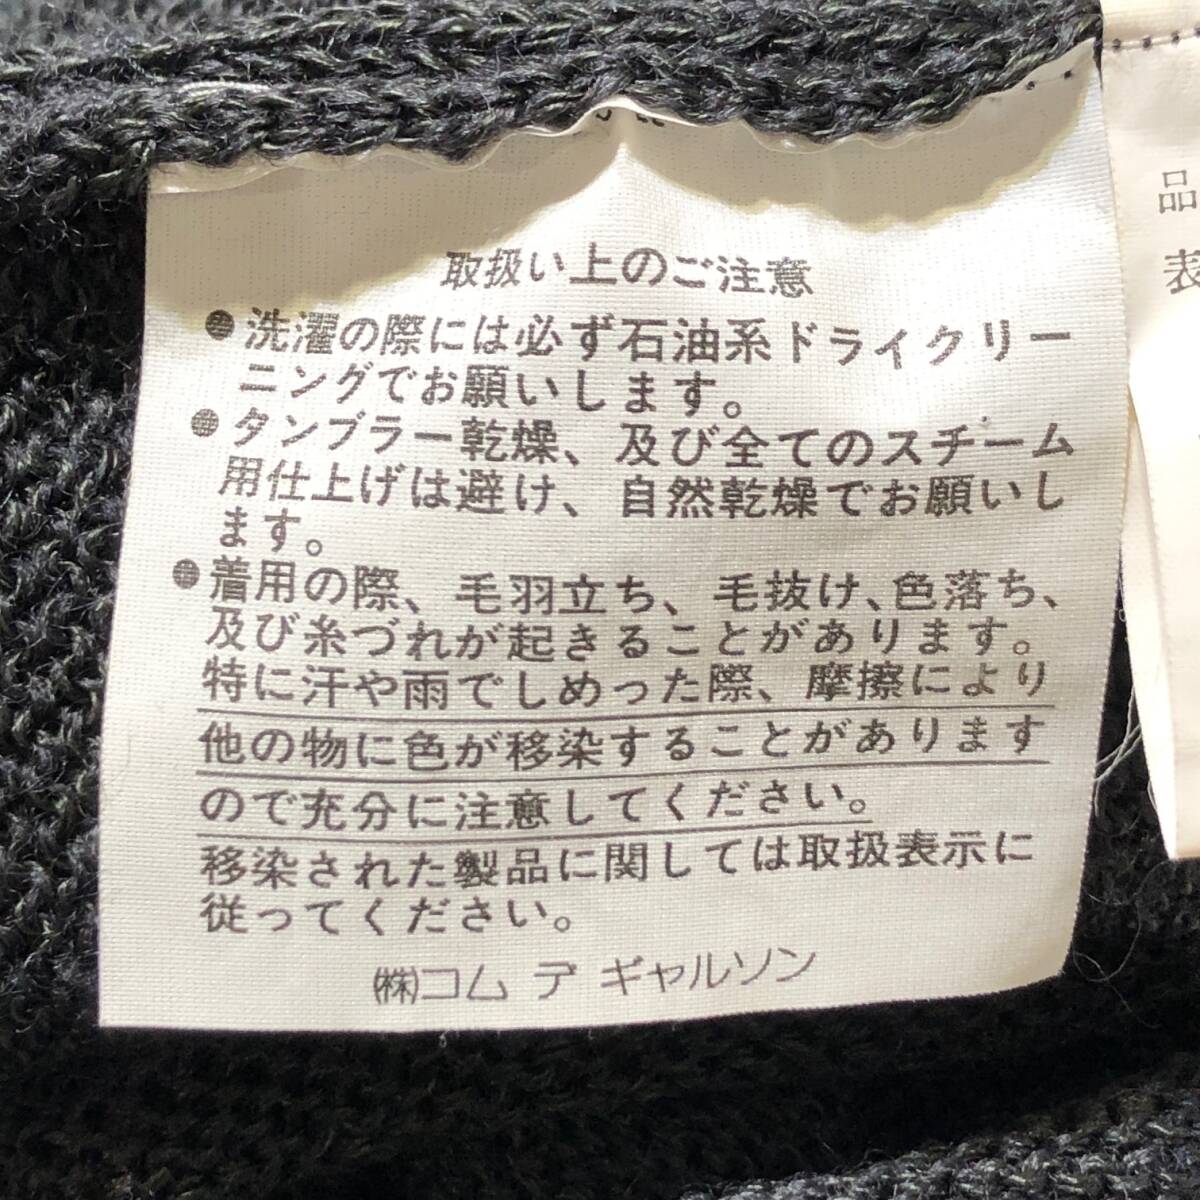 取扱い上のご注意
●洗濯の際には必ず石油系ドライクリー
ニングでお願いします。
●タンブラー乾燥、及び全てのスチーム
用仕上げは避け、自然乾燥でお願いし
ます。
●着用の際、毛羽立ち、毛抜け、色落ち、
及び糸づれが起きることがあります。
特に汗や雨でしめった際、摩擦により
他の物に色が移染することがあります
ので充分に注意してください。
移染された製品に関しては取扱表示に
従ってください。
㈱コム デ ギャルソン
品
表